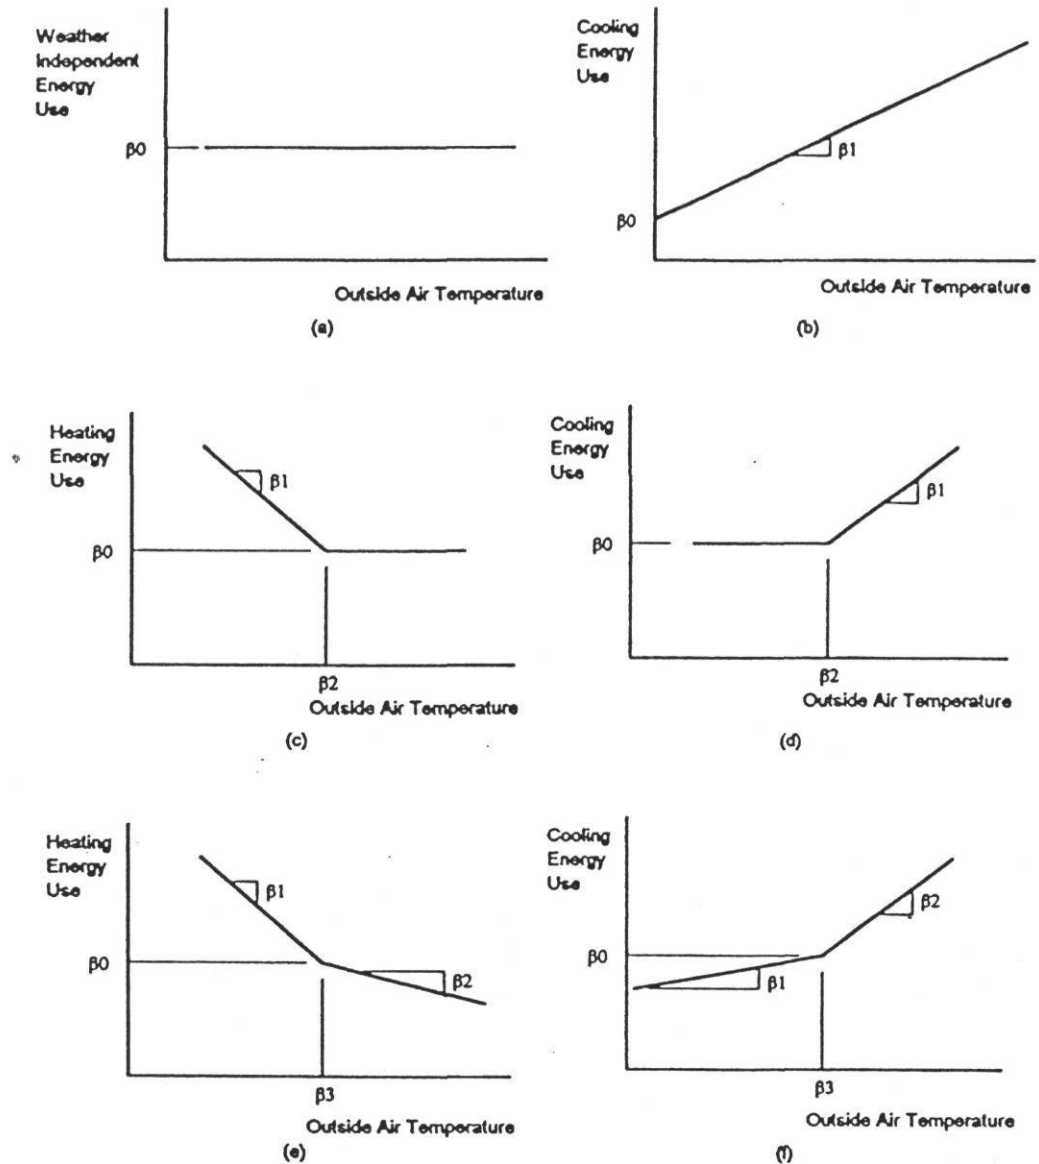 Weather
Independent
Energy
Use
β0
Outside Air Temperature
(a)
Cooling
Energy
Use
β1
β0
Outside Air Temperature
(b)
Heating
Energy
Use
β1
β0
β2
Outside Air Temperature
(c)
Cooling
Energy
Use
β1
β0
β2
Outside Air Temperature
(d)
Heating
Energy
Use
β1
β0
β2
β3
Outside Air Temperature
(e)
Cooling
Energy
Use
β2
β0
β1
β3
Outside Air Temperature
(f)